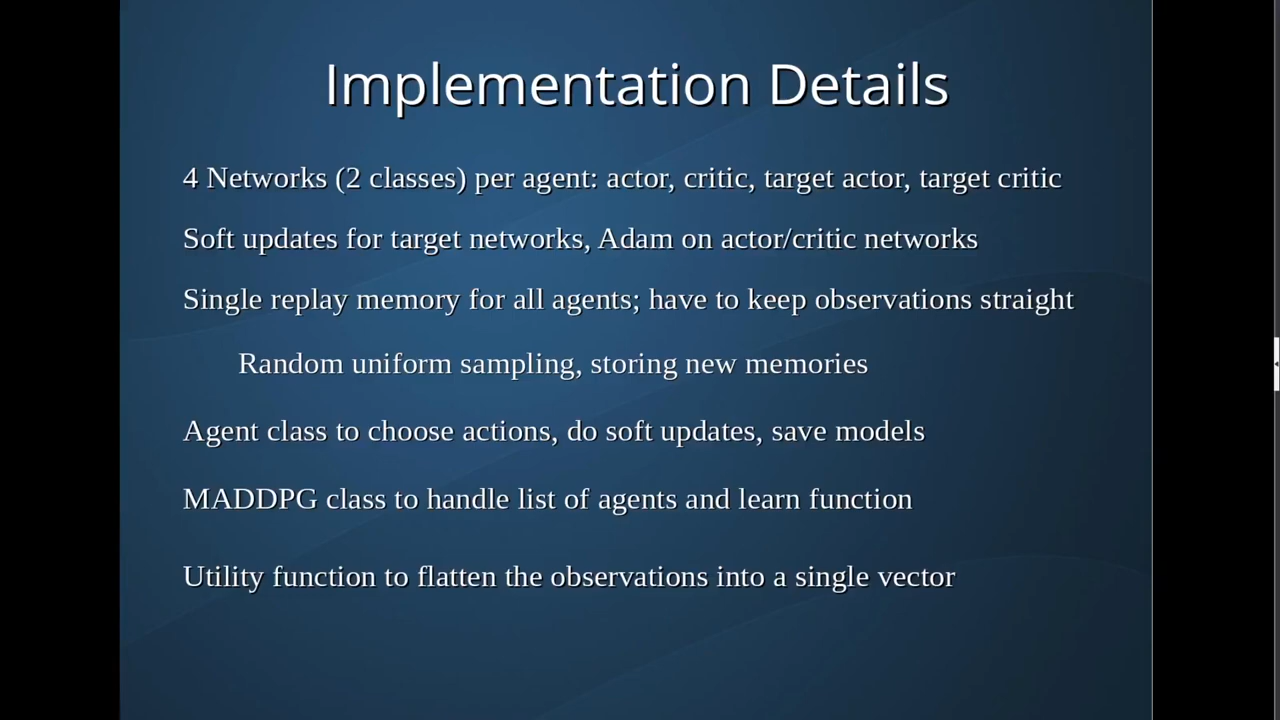 Implementation Details
4 Networks (2 classes) per agent: actor, critic, target actor, target critic
Soft updates for target networks, Adam on actor/critic networks
Single replay memory for all agents; have to keep observations straight
Random uniform sampling, storing new memories
Agent class to choose actions, do soft updates, save models
MADDPG class to handle list of agents and learn function
Utility function to flatten the observations into a single vector